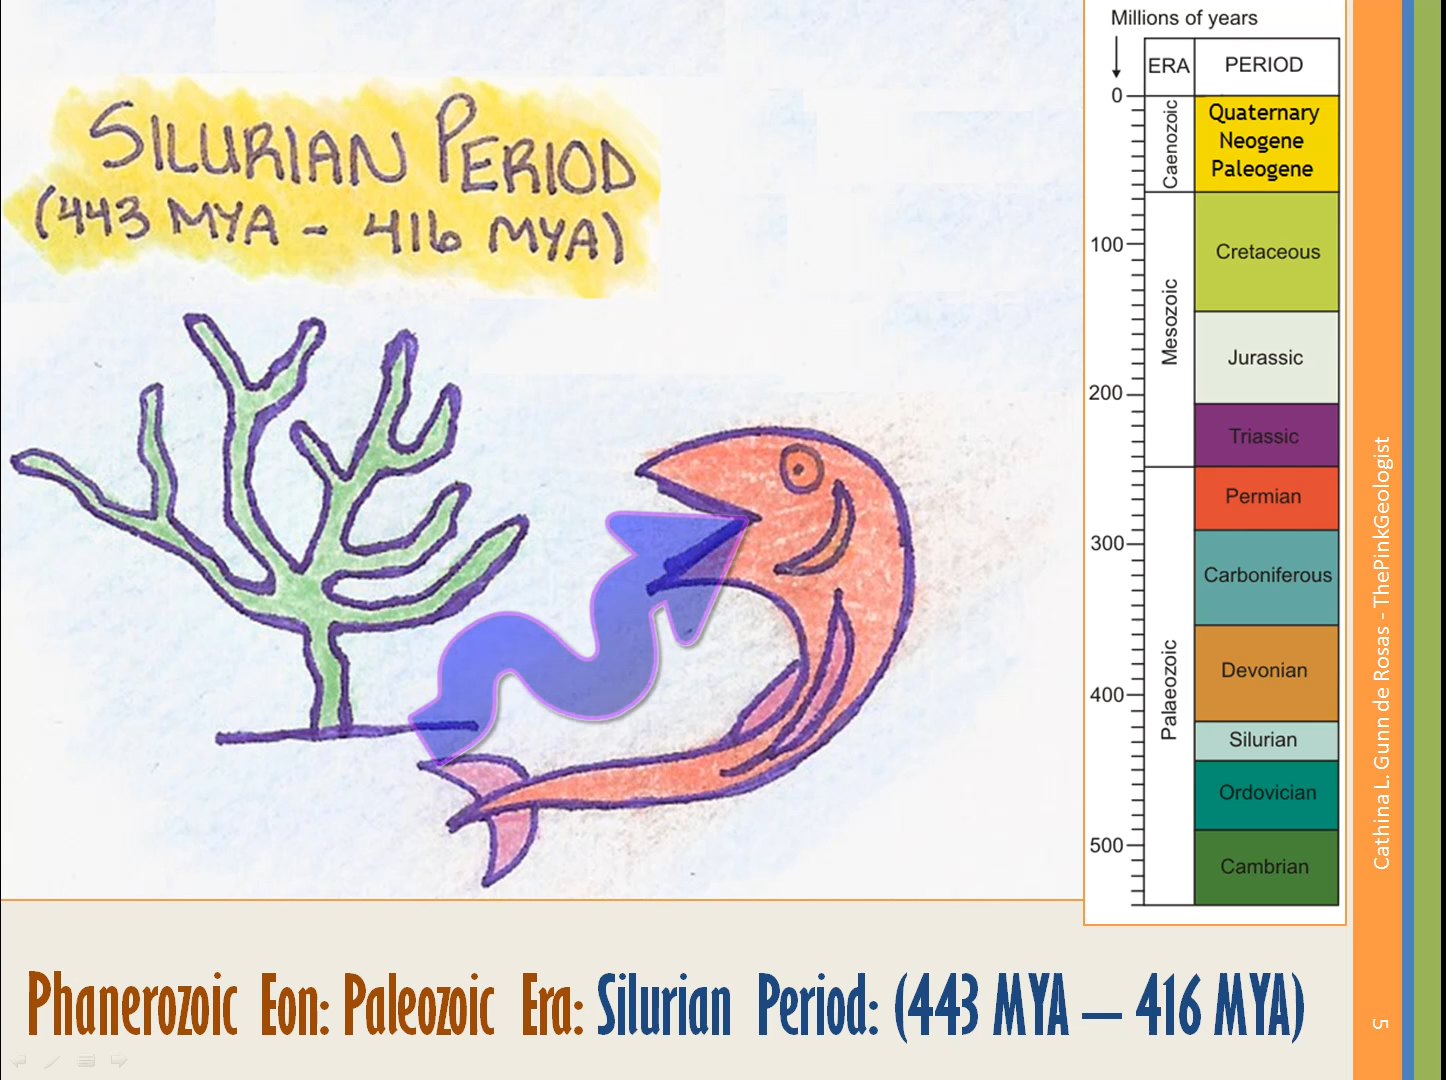 SILURIAN PERIOD
(443 MYA - 416 MYA)
Millions of years
ERA
PERIOD
0
100
200
300
400
500
Caenozoic
Mesozoic
Palaeozoic
Quaternary
Neogene
Paleogene
Cretaceous
Jurassic
Triassic
Permian
Carboniferous
Devonian
Silurian
Ordovician
Cambrian
Cathina L. Gunn de Rosas - ThePinkGeologist
5
Phanerozoic Eon: Paleozoic Era: Silurian Period: (443 MYA – 416 MYA)